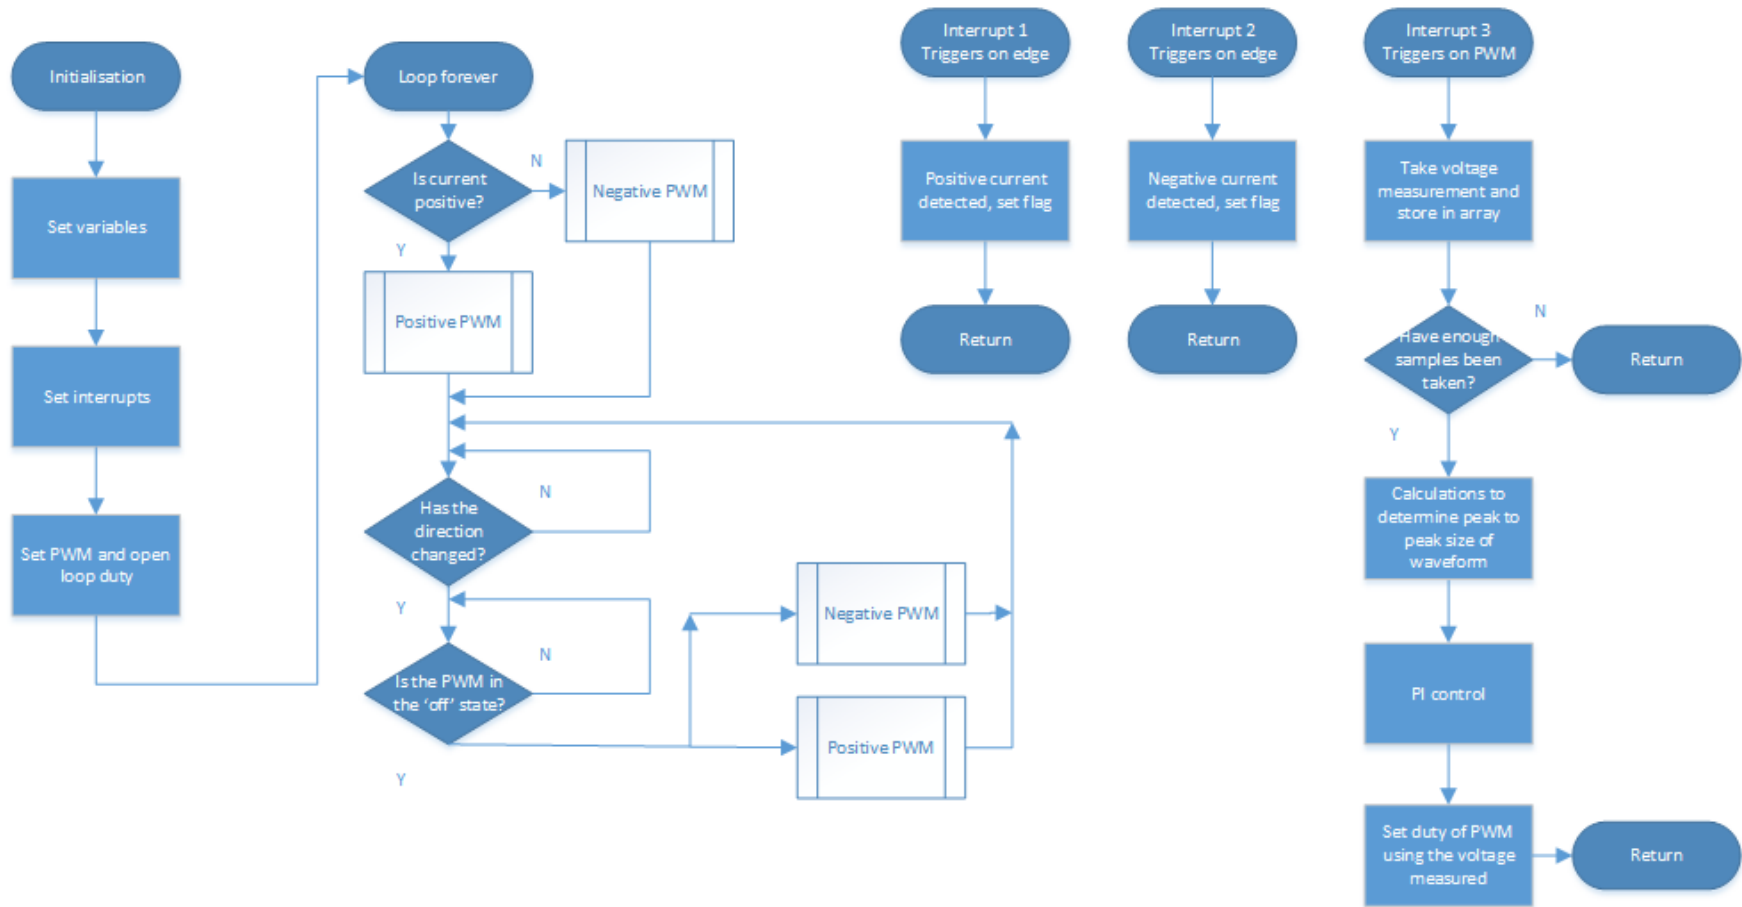 Initialisation
Set variables
Set interrupts
Set PWM and open
loop duty
Loop forever
Is current
positive?
N
Negative PWM
Y
Positive PWM
Has the
direction
changed?
N
Y
Is the PWM in
the ‘off’ state?
N
Y
Negative PWM
Positive PWM
Interrupt 1
Triggers on edge
Positive current
detected, set flag
Return
Interrupt 2
Triggers on edge
Negative current
detected, set flag
Return
Interrupt 3
Triggers on PWM
Take voltage
measurement and
store in array
Have enough
samples been
taken?
N
Return
Y
Calculations to
determine peak to
peak size of
waveform
PI control
Set duty of PWM
using the voltage
measured
Return